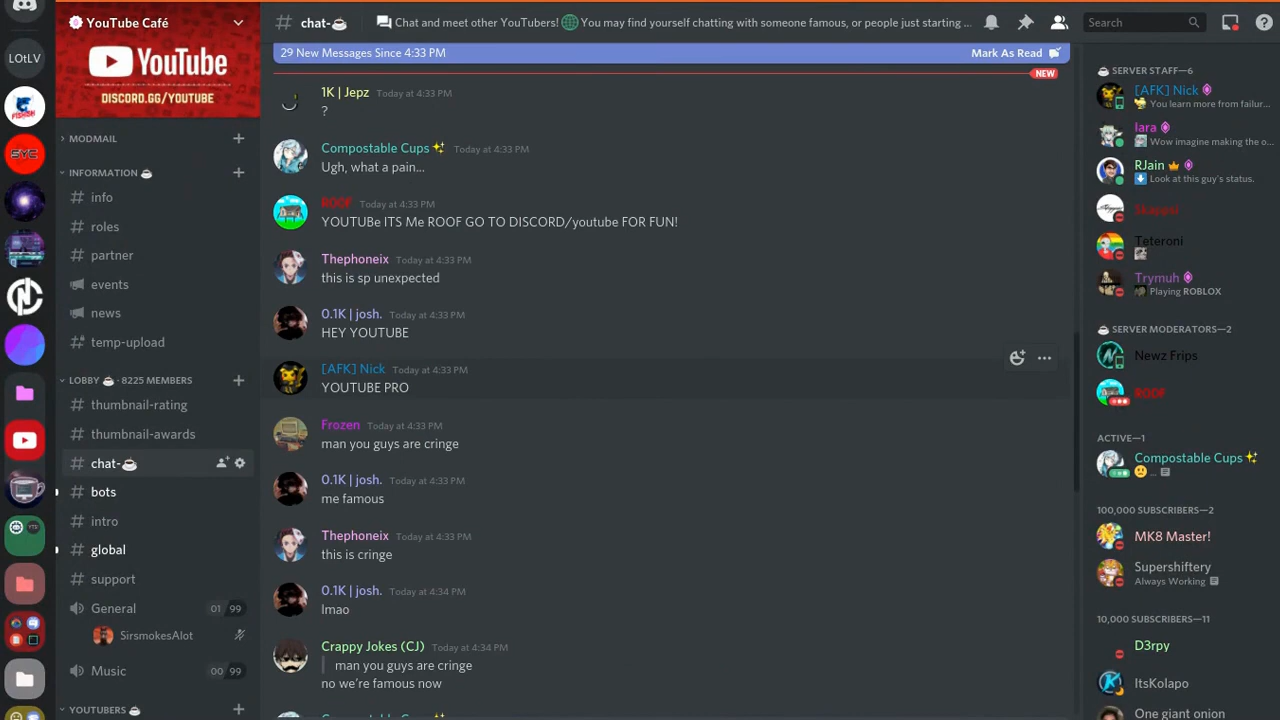 YouTube Café
# chat-☕
Chat and meet other YouTubers! 🌐 You may find yourself chatting with someone famous, or people just starting ...
Search
LOtLV
FISHSH
SYC
YouTube
DISCORD.GG/YOUTUBE
MODMAIL
INFORMATION ☕
# info
# roles
# partner
events
news
temp-upload
LOBBY ☕ - 8225 MEMBERS
# thumbnail-rating
# thumbnail-awards
# chat-☕
# bots
# intro
# global
# support
General 01 / 99
SirsmokesAlot
Music 00 99
YOUTUBERS ☕
29 New Messages Since 4:33 PM
Mark As Read
NEW
1K | Jepz Today at 4:33 PM
?
Compostable Cups✨ Today at 4:33 PM
Ugh, what a pain...
ROOF Today at 4:33 PM
YOUTUBe ITS Me ROOF GO TO DISCORD/youtube FOR FUN!
Thephoneix Today at 4:33 PM
this is sp unexpected
0.1K | josh. Today at 4:33 PM
HEY YOUTUBE
[AFK] Nick Today at 4:33 PM
YOUTUBE PRO
Frozen Today at 4:33 PM
man you guys are cringe
0.1K | josh. Today at 4:33 PM
me famous
Thephoneix Today at 4:33 PM
this is cringe
0.1K | josh. Today at 4:34 PM
lmao
Crappy Jokes (CJ) Today at 4:34 PM
man you guys are cringe
no we're famous now
Compostable Cups✨
☕ SERVER STAFF—6
[AFK] Nick
You learn more from failur...
lara
Wow imagine making the o...
RJain
Look at this guy's status.
Skappsi
Teteroni
Trymuh
Playing ROBLOX
☕ SERVER MODERATORS—2
Newz Frips
ROOF
ACTIVE—1
Compostable Cups✨
...
100,000 SUBSCRIBERS—2
MK8 Master!
Supershiftery
Always Working
10,000 SUBSCRIBERS—11
D3rpy
ItsKolapo
One giant onion